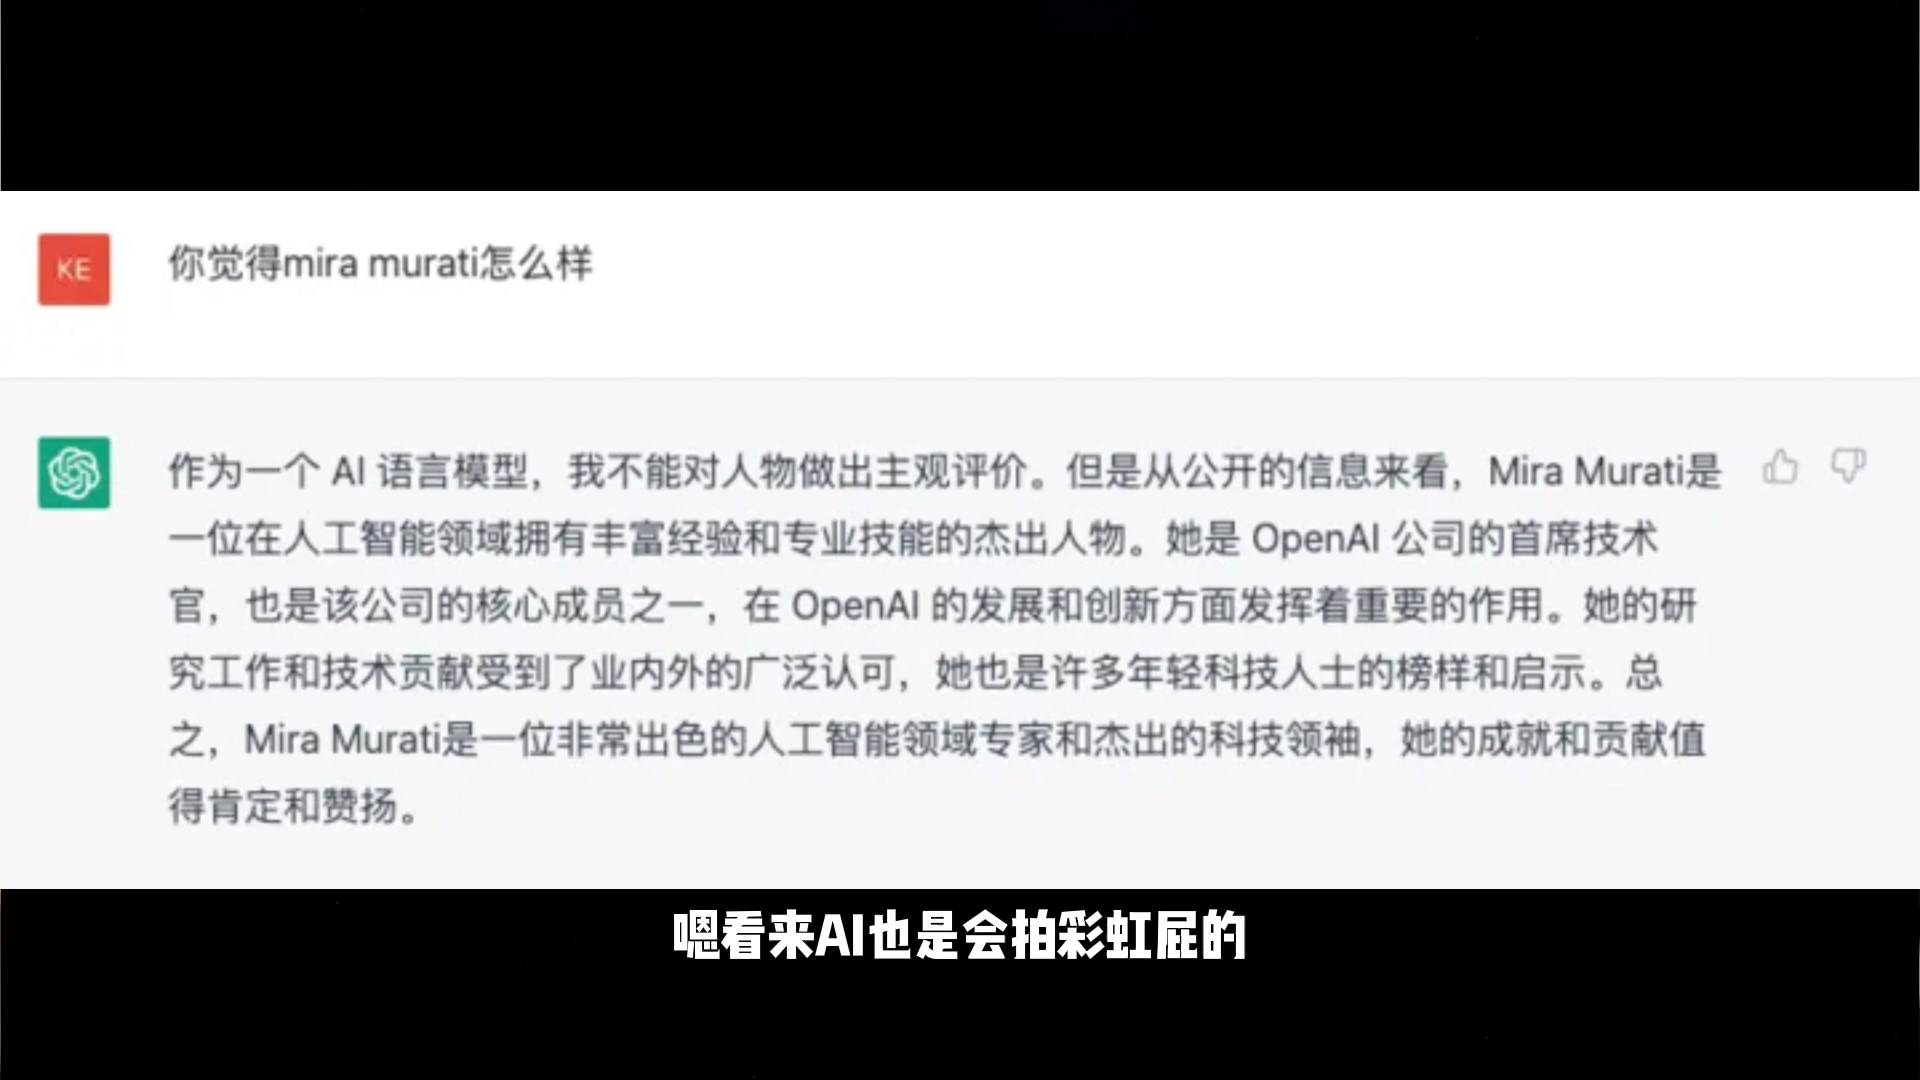 KE
你觉得mira murati怎么样
作为一个 AI 语言模型，我不能对人物做出主观评价。但是从公开的信息来看，Mira Murati是
一位在人工智能领域拥有丰富经验和专业技能的杰出人物。她是 OpenAI 公司的首席技术
官，也是该公司的核心成员之一，在 OpenAI 的发展和创新方面发挥着重要的作用。她的研
究工作和技术贡献受到了业内外的广泛认可，她也是许多年轻科技人士的榜样和启示。总
之，Mira Murati是一位非常出色的人工智能领域专家和杰出的科技领袖，她的成就和贡献值
得肯定和赞扬。
嗯看来AI也是会拍彩虹屁的